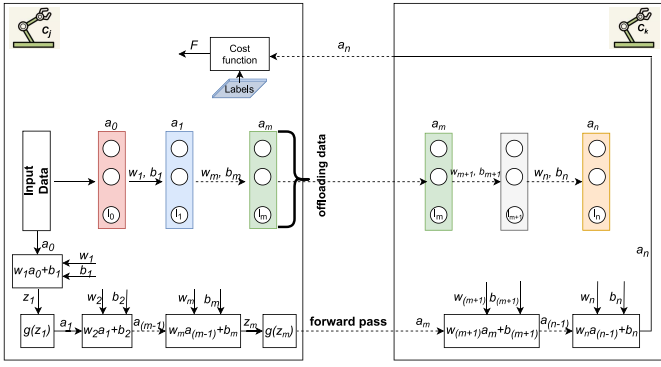 C_j
F
Cost
function
Labels
a_n
C_k
a_0
a_1
a_m
a_m
a_n
Input
Data
w_1, b_1
w_m, b_m
w_{m+1}, b_{m+1}
w_n, b_n
l_0
l_1
l_m
l_m
l_{m+1}
l_n
offloading data
a_0
w_1
b_1
w_1a_0+b_1
a_n
z_1
w_2
b_2
w_m
b_m
w_{(m+1)}
b_{(m+1)}
w_n
b_n
g(z_1)
a_1
w_2a_1+b_2
a_{(m-1)}
w_ma_{(m-1)}+b_m
z_m
g(z_m)
forward pass
a_m
w_{(m+1)}a_m+b_{(m+1)}
a_{(n-1)}
w_na_{(n-1)}+b_n